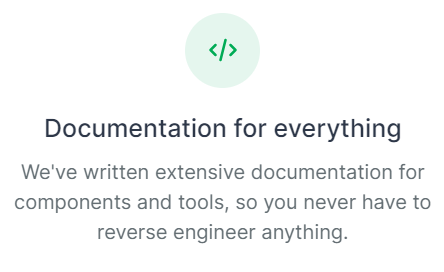 </>
Documentation for everything
We've written extensive documentation for
components and tools, so you never have to
reverse engineer anything.